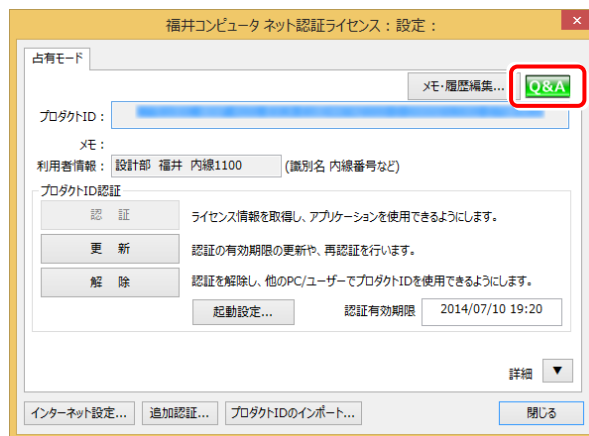 福井コンピュータ ネット認証ライセンス：設定：
占有モード
メモ・履歴編集...
Q&A
プロダクトID：
メモ：
利用者情報： 設計部 福井 内線1100 (識別名 内線番号など)
プロダクトID認証
認 証 ライセンス情報を取得し、アプリケーションを使用できるようにします。
更 新 認証の有効期限の更新や、再認証を行います。
解 除 認証を解除し、他のPC/ユーザーでプロダクトIDを使用できるようにします。
起動設定... 認証有効期限 2014/07/10 19:20
詳細 ▼
インターネット設定... 追加認証... プロダクトIDのインポート... 閉じる